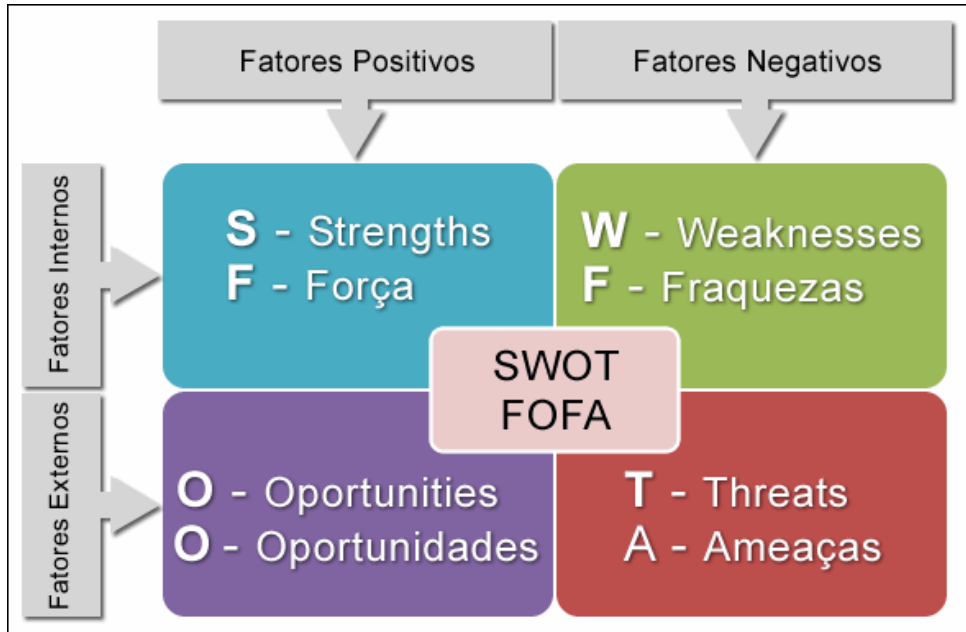 Fatores Positivos
Fatores Negativos
Fatores Internos
S - Strengths
F - Força
W - Weaknesses
F - Fraquezas
SWOT
FOFA
Fatores Externos
O - Oportunities
O - Oportunidades
T - Threats
A - Ameaças